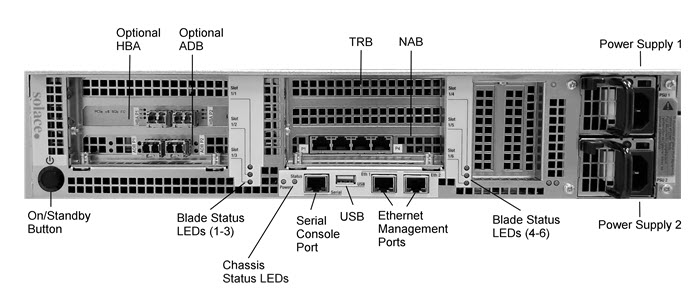 Optional
HBA
Optional
ADB
TRB
NAB
Power Supply 1
solace
Slot
1/1
Slot
1/2
Slot
1/3
Slot
1/4
Slot
1/5
Slot
1/6
PSU 1
PSU 2
P1
P4
Status
Power
Serial
USB
Eth 1
Eth 2
On/Standby
Button
Blade Status
LEDs (1-3)
Chassis
Status LEDs
Serial
Console
Port
USB
Ethernet
Management
Ports
Blade Status
LEDs (4-6)
Power Supply 2